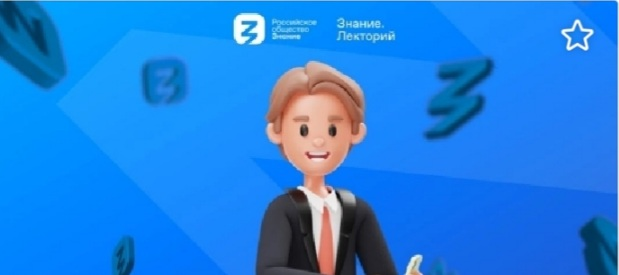 Российское
общество
Знание
Знание.
Лекторий